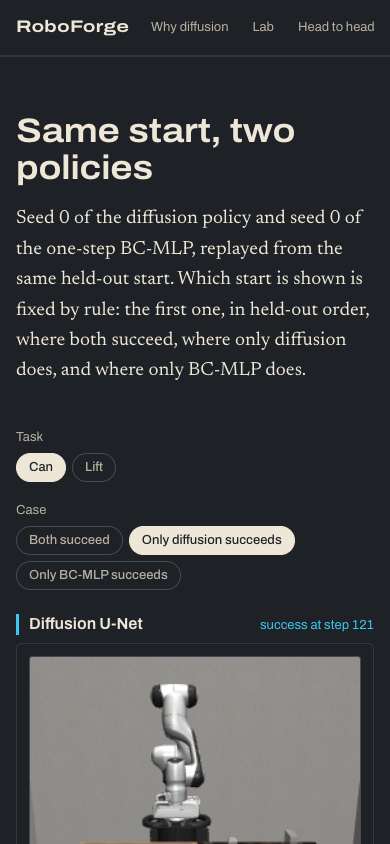 RoboForge Why diffusion Lab Head to head
Same start, two
policies
Seed 0 of the diffusion policy and seed 0 of
the one-step BC-MLP, replayed from the
same held-out start. Which start is shown is
fixed by rule: the first one, in held-out order,
where both succeed, where only diffusion
does, and where only BC-MLP does.
Task
Can Lift
Case
Both succeed Only diffusion succeeds
Only BC-MLP succeeds
Diffusion U-Net success at step 121